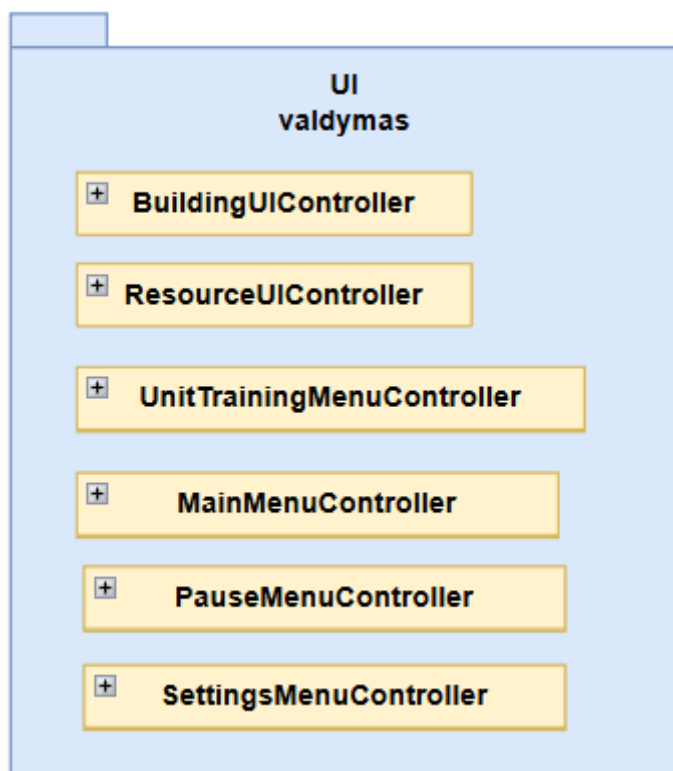 UI
valdymas
BuildingUIController
ResourceUIController
UnitTrainingMenuController
MainMenuController
PauseMenuController
SettingsMenuController